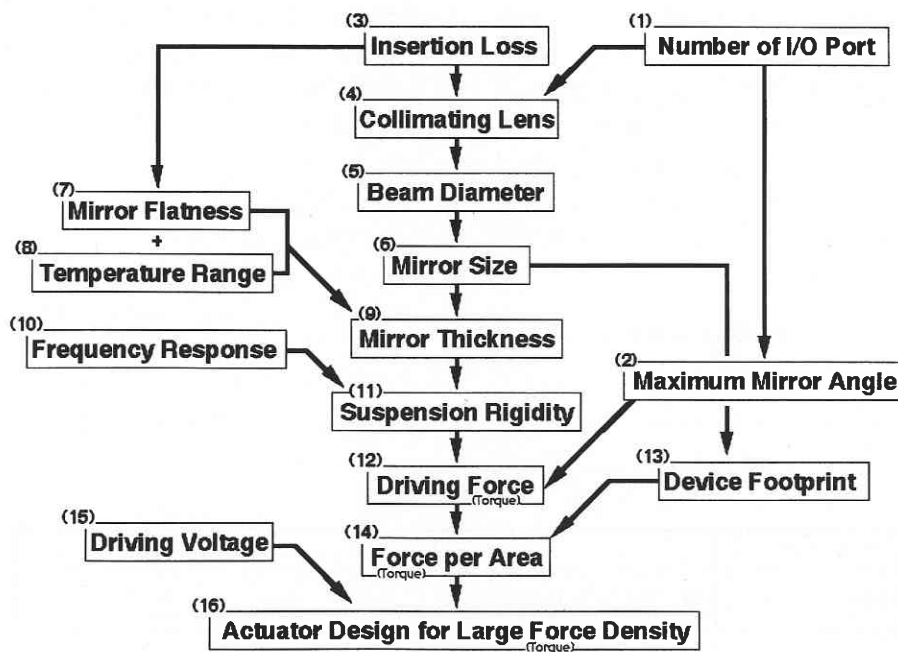 (3)
Insertion Loss
(1)
Number of I/O Port
(4)
Collimating Lens
(5)
Beam Diameter
(7)
Mirror Flatness
+
(8)
Temperature Range
(6)
Mirror Size
(9)
Mirror Thickness
(10)
Frequency Response
(2)
Maximum Mirror Angle
(11)
Suspension Rigidity
(12)
Driving Force
(Torque)
(13)
Device Footprint
(15)
Driving Voltage
(14)
Force per Area
(Torque)
(16)
Actuator Design for Large Force Density
(Torque)